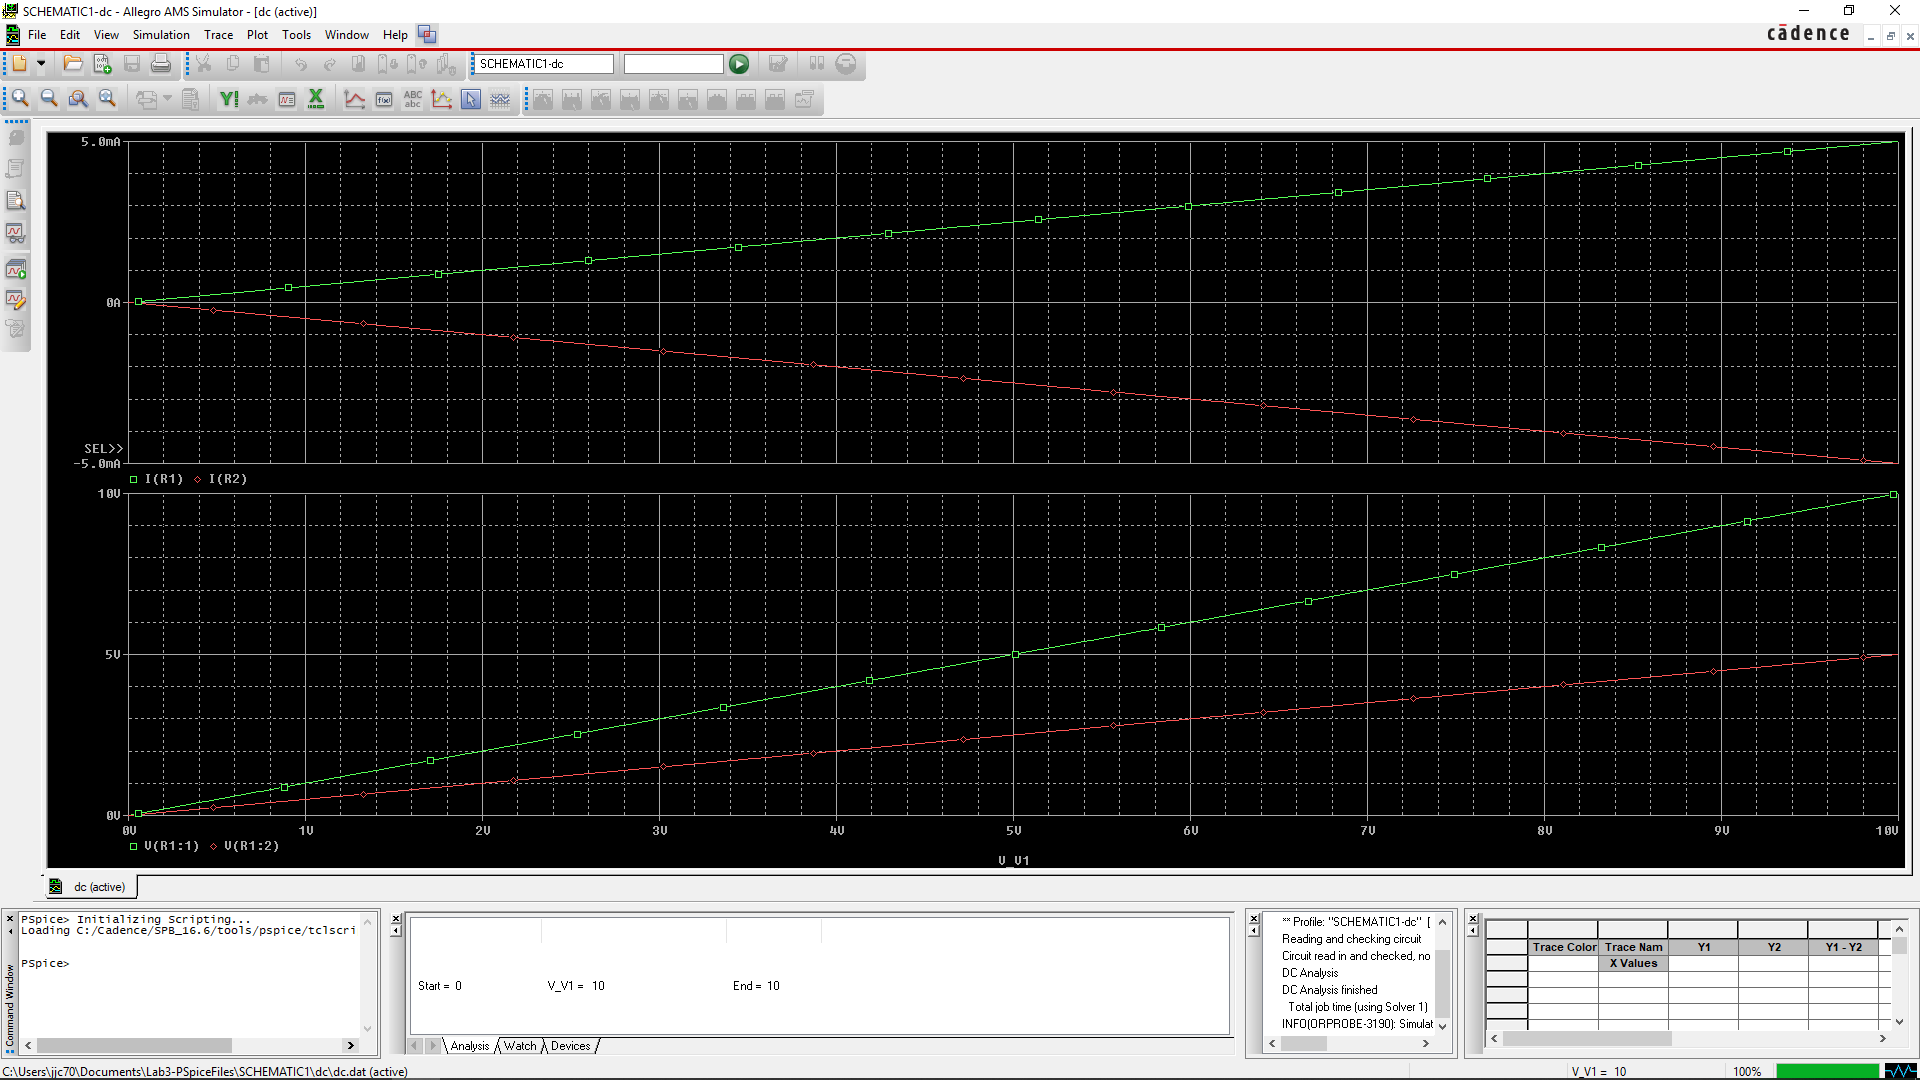 SCHEMATIC1-dc - Allegro AMS Simulator - [dc (active)]
File Edit View Simulation Trace Plot Tools Window Help
cādence
SCHEMATIC1-dc
ABC
abc
5.0mA
0A
SEL>>
-5.0mA
I(R1) I(R2)
10V
5V
0V
0V 1V 2V 3V 4V 5V 6V 7V 8V 9V 10V
V(R1:1) V(R1:2)
V_V1
dc (active)
Command Window
PSpice> Initializing Scripting...
Loading C:/Cadence/SPB_16.6/tools/pspice/tclscri
PSpice>
Start = 0 V_V1 = 10 End = 10
Analysis Watch Devices
** Profile: "SCHEMATIC1-dc" [
Reading and checking circuit
Circuit read in and checked, no
DC Analysis
DC Analysis finished
Total job time (using Solver 1)
INFO(ORPROBE-3190): Simulat
Trace Color Trace Nam Y1 Y2 Y1 - Y2
X Values
C:\Users\jjc70\Documents\Lab3-PSpiceFiles\SCHEMATIC1\dc\dc.dat (active)
V_V1 = 10 100%